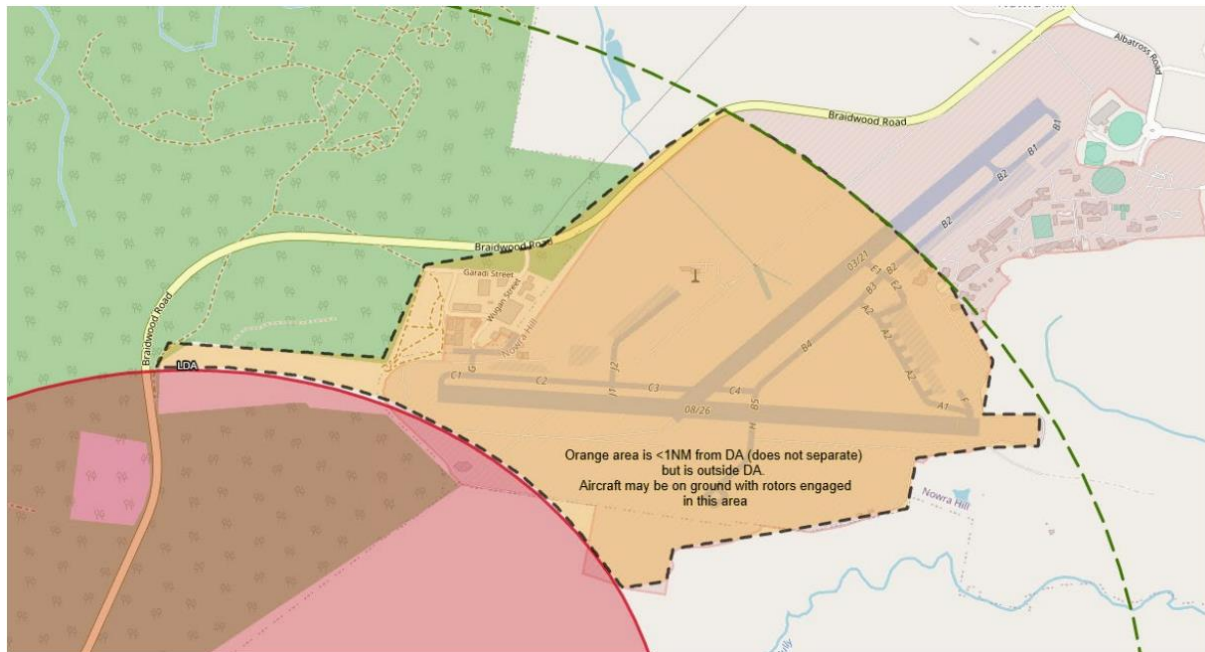 Nowra Hill
Albatross Road
Braidwood Road
B1
B1
B2
B2
Braidwood Road
Garadi Street
Wugan Street
Nowra Hill
03/21
E1
B2
B3
E2
A2
A2
A2
A1
F
B4
Braidwood Road
LDA
G
J2
J1
C1
C2
C3
C4
B5
H
08/26
Orange area is <1NM from DA (does not separate)
but is outside DA.
Aircraft may be on ground with rotors engaged
in this area
Nowra Hill